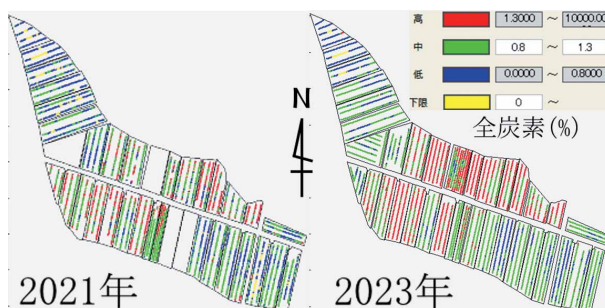 高 1.3000 ～ 10000.00
中 0.8 ～ 1.3
低 0.0000 ～ 0.8000
下限 0 ～
全炭素(%)
N
2021年
2023年